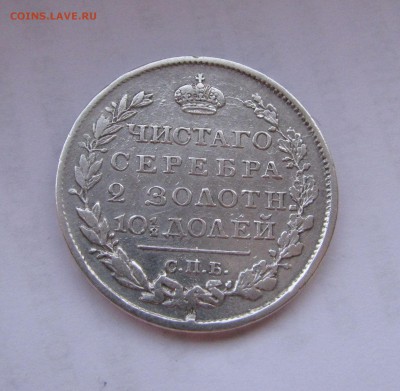 COINS.LAVE.RU
ЧИСТАГО
СЕРЕБРА
2 ЗОЛОТН
10½ ДОЛЕЙ
С.П.Б.